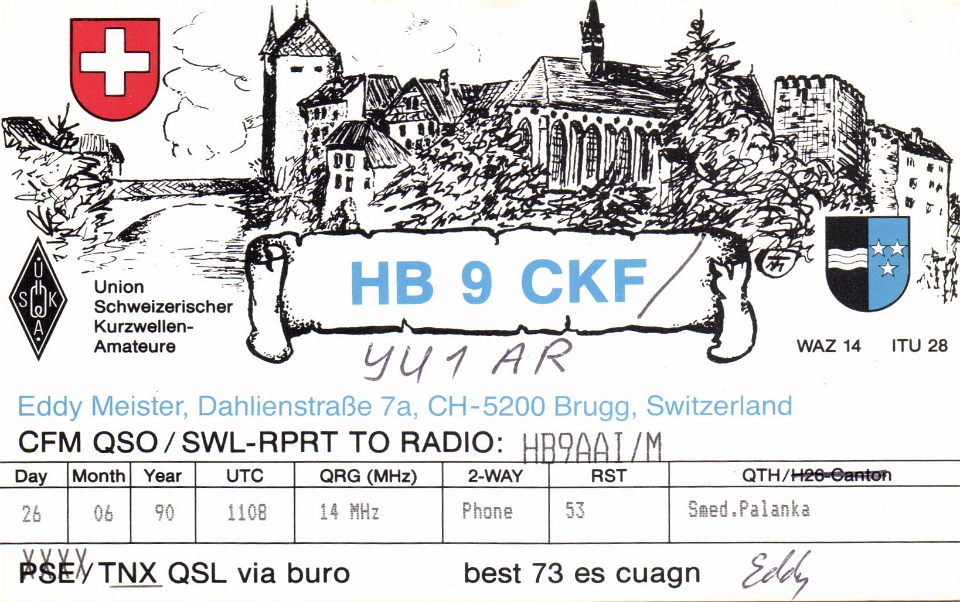 HB 9 CKF/
YU1AR
USKA
Union
Schweizerischer
Kurzwellen-
Amateure
WAZ 14 ITU 28
Eddy Meister, Dahlienstraße 7a, CH-5200 Brugg, Switzerland
CFM QSO/SWL-RPRT TO RADIO: HB9AAI/M
Day Month Year UTC QRG (MHz) 2-WAY RST QTH/H26-Canton
26 06 90 1108 14 MHz Phone 53 Smed.Palanka
PSE/TNX QSL via buro best 73 es cuagn Eddy